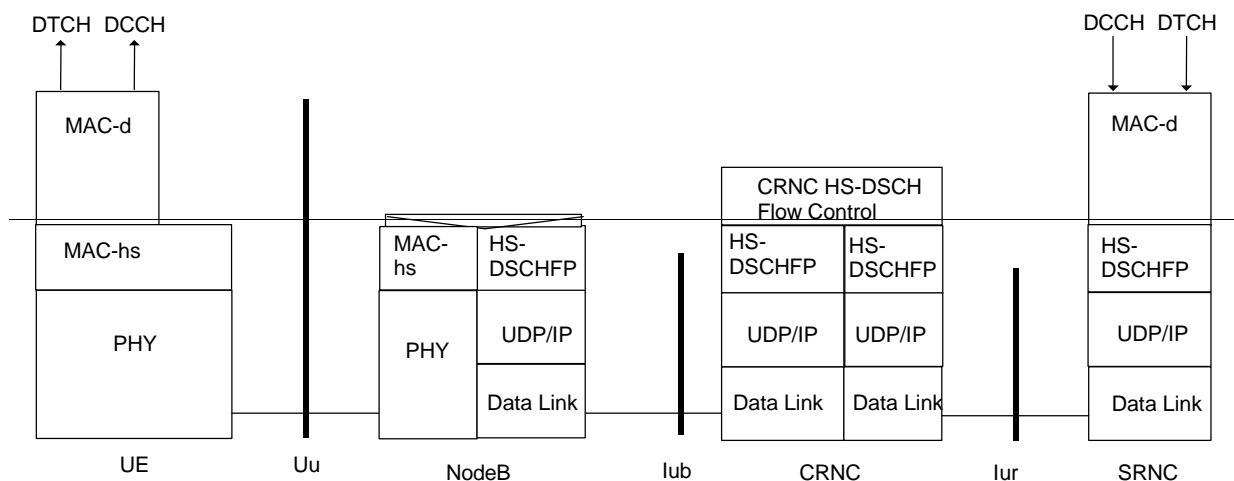 DTCH DCCH
DCCH DTCH
MAC-d
MAC-d
CRNC HS-DSCH
Flow Control
MAC-hs
MAC-
hs
HS-
DSCHFP
HS-
DSCHFP
HS-
DSCHFP
HS-
DSCHFP
PHY
PHY
UDP/IP
UDP/IP
UDP/IP
UDP/IP
Data Link
Data Link
Data Link
Data Link
UE
Uu
NodeB
Iub
CRNC
Iur
SRNC